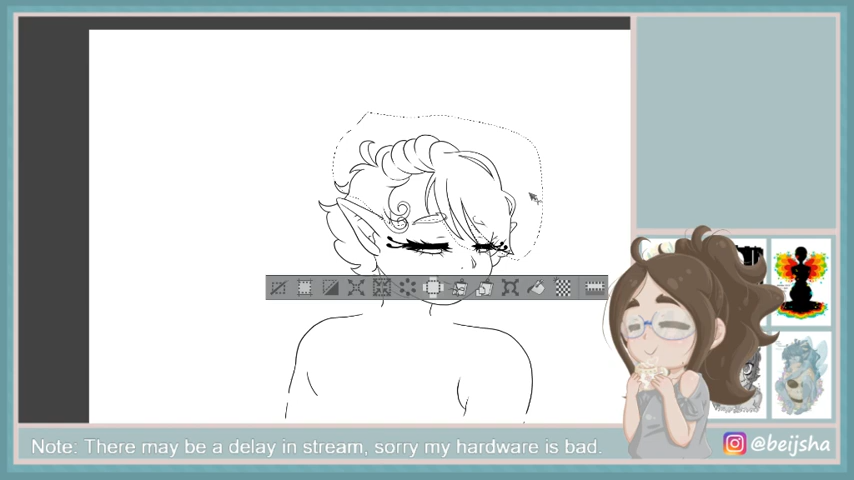 Note: There may be a delay in stream, sorry my hardware is bad.
@beijsha